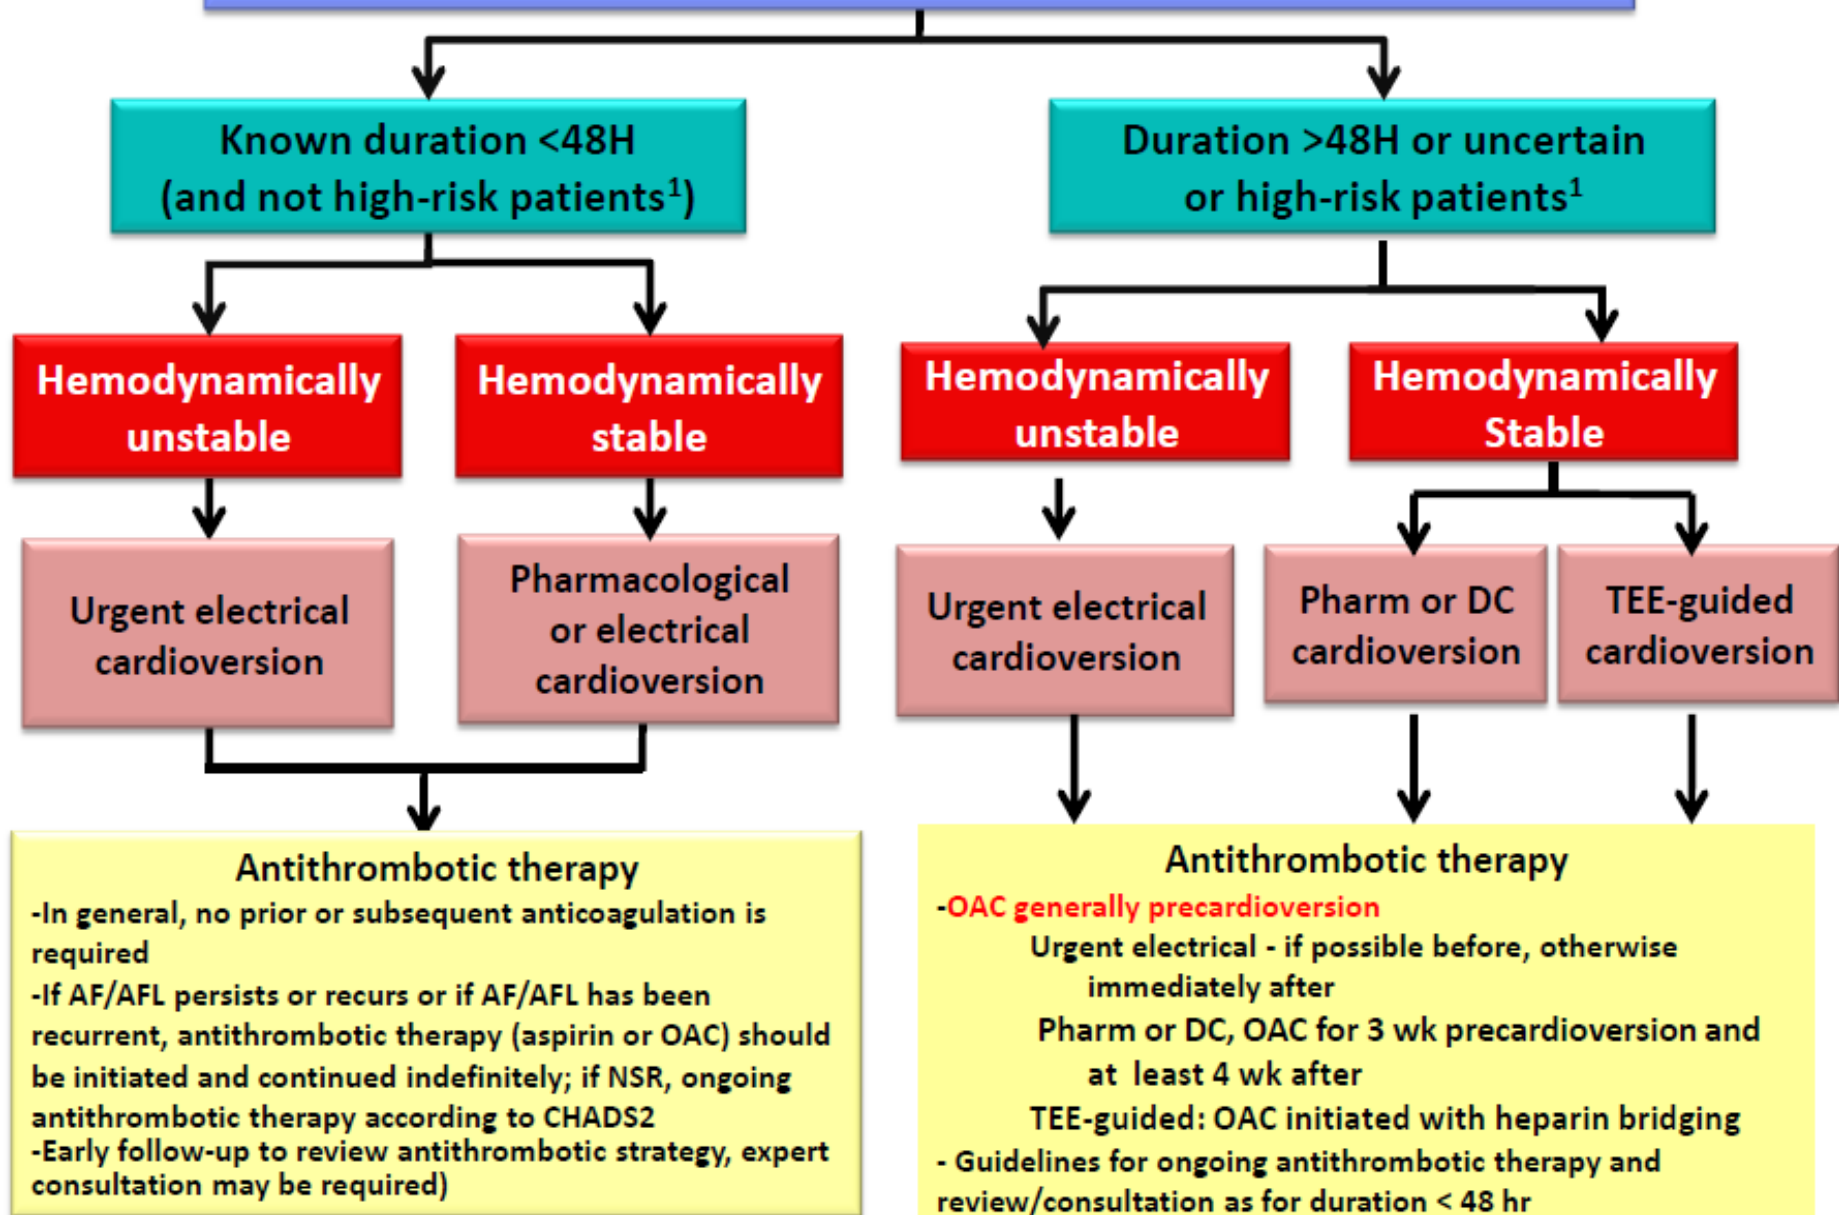 Known duration <48H
(and not high-risk patients¹)
Duration >48H or uncertain
or high-risk patients¹
Hemodynamically
unstable
Hemodynamically
stable
Hemodynamically
unstable
Hemodynamically
Stable
Urgent electrical
cardioversion
Pharmacological
or electrical
cardioversion
Urgent electrical
cardioversion
Pharm or DC
cardioversion
TEE-guided
cardioversion
Antithrombotic therapy
-In general, no prior or subsequent anticoagulation is
required
-If AF/AFL persists or recurs or if AF/AFL has been
recurrent, antithrombotic therapy (aspirin or OAC) should
be initiated and continued indefinitely; if NSR, ongoing
antithrombotic therapy according to CHADS2
-Early follow-up to review antithrombotic strategy, expert
consultation may be required)
Antithrombotic therapy
-OAC generally precardioversion
Urgent electrical - if possible before, otherwise
immediately after
Pharm or DC, OAC for 3 wk precardioversion and
at least 4 wk after
TEE-guided: OAC initiated with heparin bridging
- Guidelines for ongoing antithrombotic therapy and
review/consultation as for duration < 48 hr